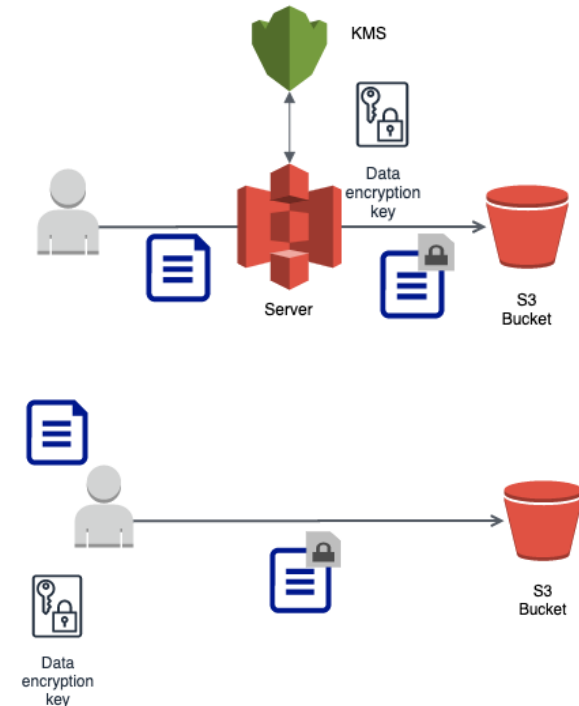 KMS
Data
encryption
key
Server
S3
Bucket
S3
Bucket
Data
encryption
key